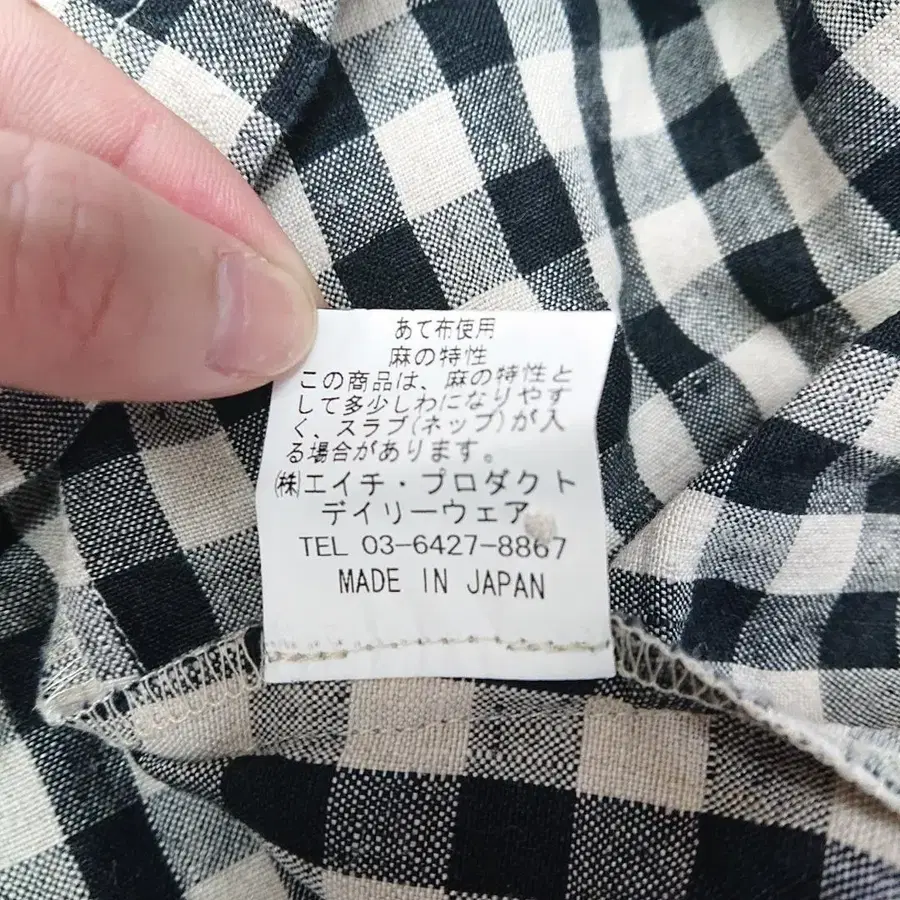 あて布使用
麻の特性
この商品は、麻の特性と
して多少しわになりやす
く、スラブ(ネップ)が入
る場合があります。
㈱エイチ・プロダクト
デイリーウェア
TEL 03-6427-8867
MADE IN JAPAN